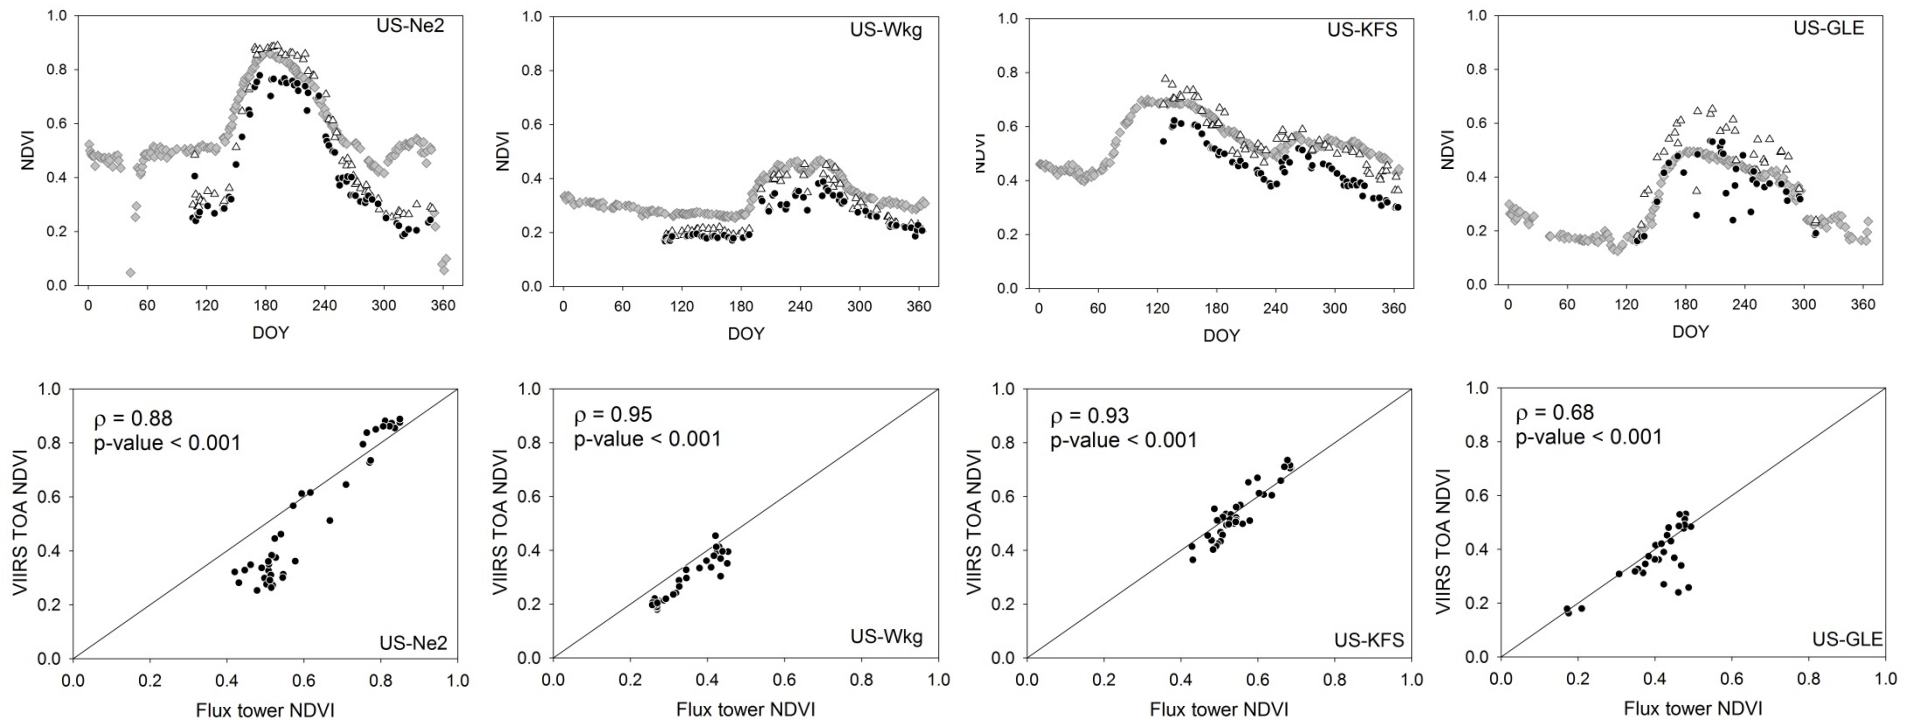 US-Ne2
1.0
0.8
0.6
0.4
0.2
0.0
NDVI
0 60 120 180 240 300 360
DOY
US-Wkg
1.0
0.8
0.6
0.4
0.2
0.0
NDVI
0 60 120 180 240 300 360
DOY
US-KFS
1.0
0.8
0.6
0.4
0.2
0.0
NDVI
0 60 120 180 240 300 360
DOY
US-GLE
1.0
0.8
0.6
0.4
0.2
0.0
NDVI
0 60 120 180 240 300 360
DOY
1.0
0.8
0.6
0.4
0.2
0.0
VIIRS TOA NDVI
ρ = 0.88
p-value < 0.001
US-Ne2
0.0 0.2 0.4 0.6 0.8 1.0
Flux tower NDVI
1.0
0.8
0.6
0.4
0.2
0.0
VIIRS TOA NDVI
ρ = 0.95
p-value < 0.001
US-Wkg
0.0 0.2 0.4 0.6 0.8 1.0
Flux tower NDVI
1.0
0.8
0.6
0.4
0.2
0.0
VIIRS TOA NDVI
ρ = 0.93
p-value < 0.001
US-KFS
0.0 0.2 0.4 0.6 0.8 1.0
Flux tower NDVI
1.0
0.8
0.6
0.4
0.2
0.0
VIIRS TOA NDVI
ρ = 0.68
p-value < 0.001
US-GLE
0.0 0.2 0.4 0.6 0.8 1.0
Flux tower NDVI